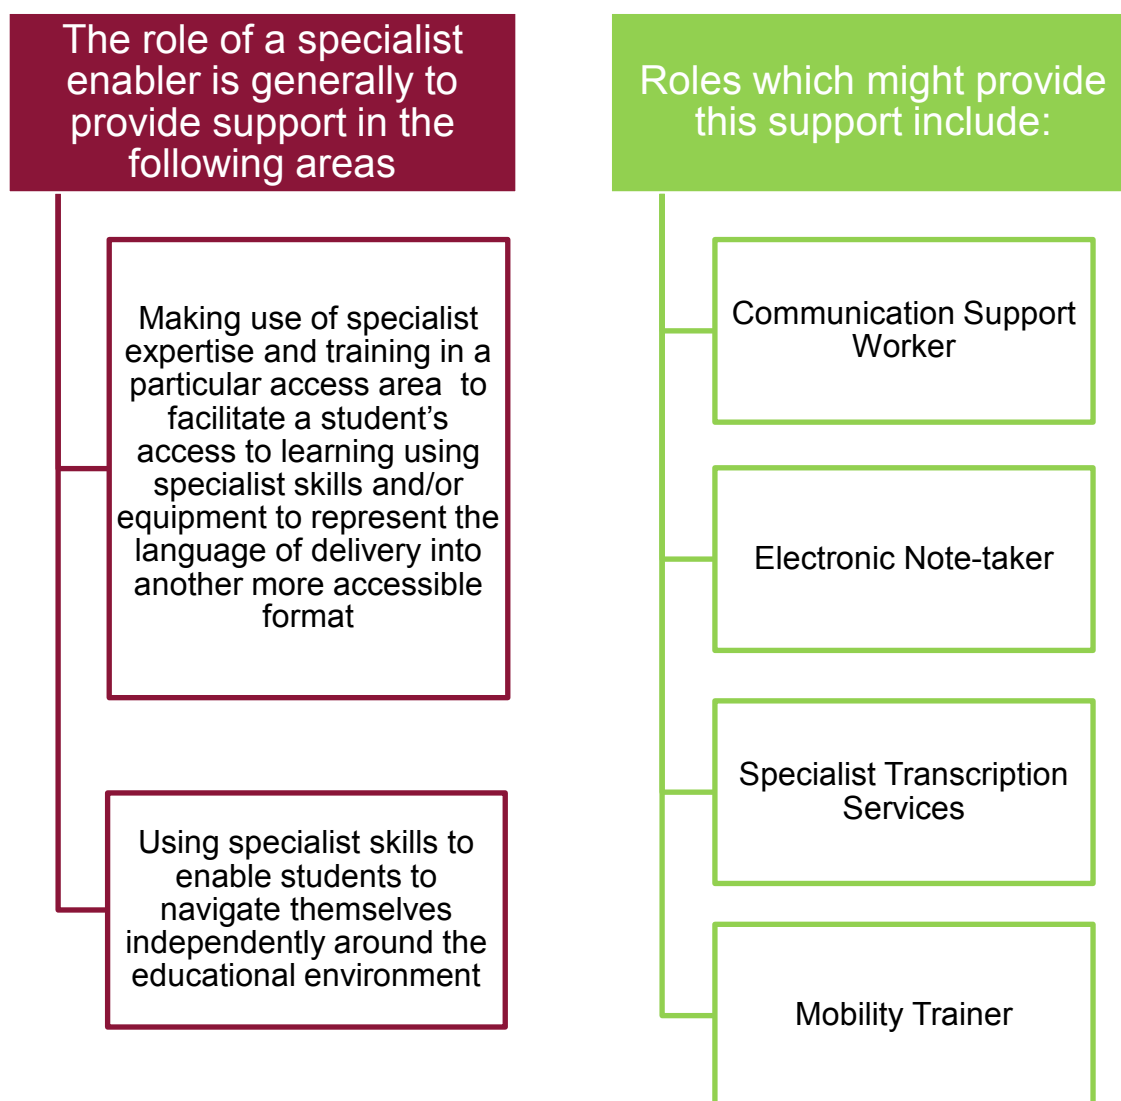 The role of a specialist
enabler is generally to
provide support in the
following areas
Making use of specialist
expertise and training in a
particular access area  to
facilitate a student’s
access to learning using
specialist skills and/or
equipment to represent the
language of delivery into
another more accessible
format
Using specialist skills to
enable students to
navigate themselves
independently around the
educational environment
Roles which might provide
this support include:
Communication Support
Worker
Electronic Note-taker
Specialist Transcription
Services
Mobility Trainer